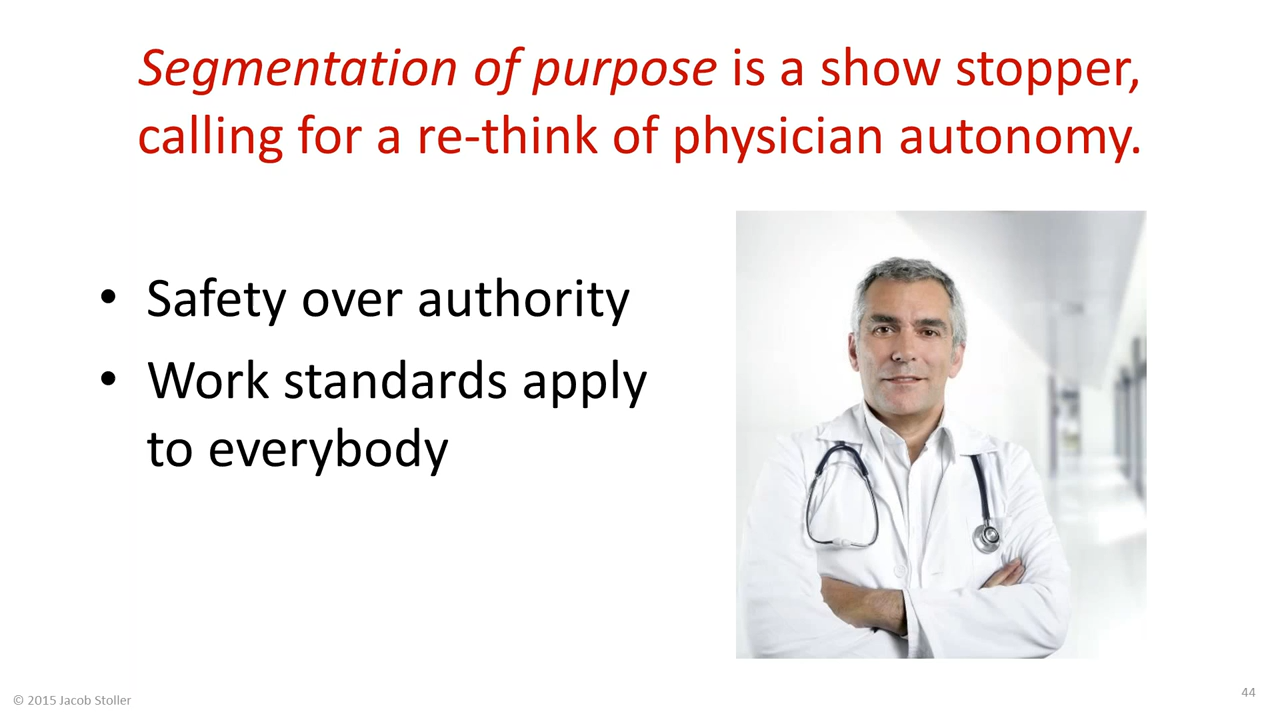 Segmentation of purpose is a show stopper,
calling for a re-think of physician autonomy.
• Safety over authority
• Work standards apply
to everybody
© 2015 Jacob Stoller
44